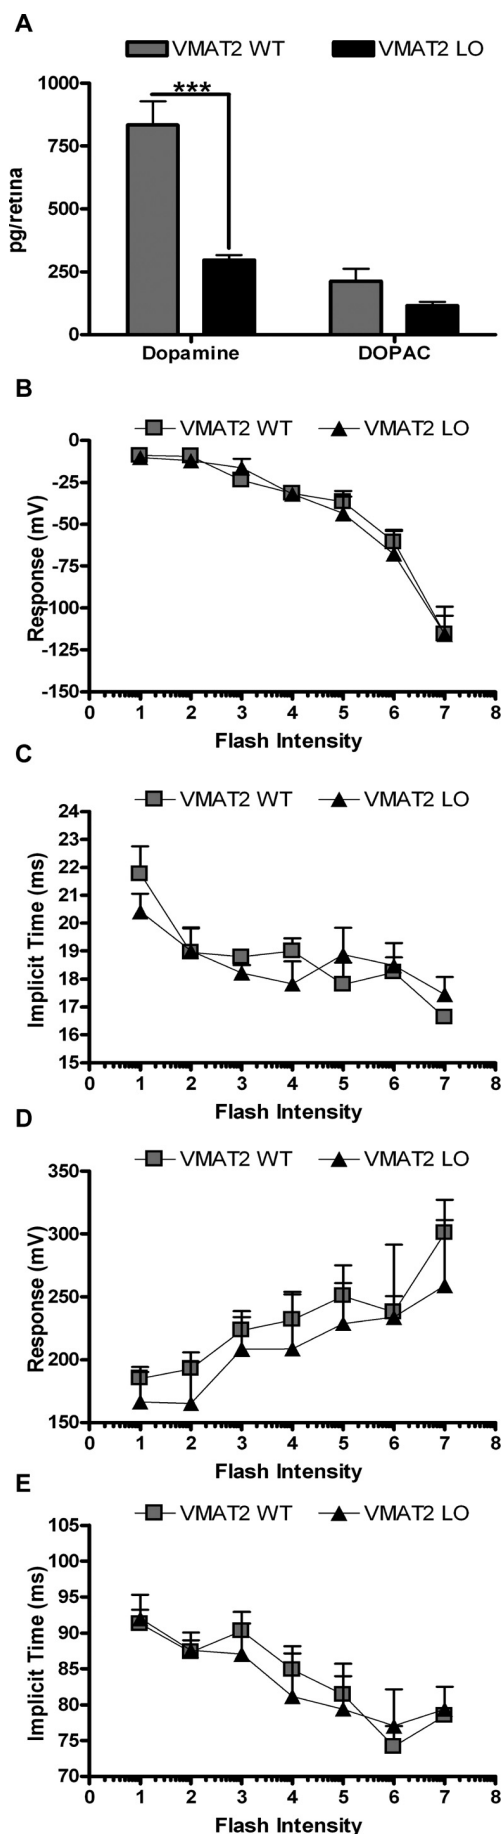 A
VMAT2 WT VMAT2 LO
***
pg/retina
1000
750
500
250
0
Dopamine DOPAC
B
VMAT2 WT VMAT2 LO
Response (mV)
0
-25
-50
-75
-100
-125
-150
0 1 2 3 4 5 6 7 8
Flash Intensity
C
VMAT2 WT VMAT2 LO
Implicit Time (ms)
24
23
22
21
20
19
18
17
16
15
0 1 2 3 4 5 6 7 8
Flash Intensity
D
VMAT2 WT VMAT2 LO
Response (mV)
350
300
250
200
150
0 1 2 3 4 5 6 7 8
Flash Intensity
E
VMAT2 WT VMAT2 LO
Implicit Time (ms)
105
100
95
90
85
80
75
70
0 1 2 3 4 5 6 7 8
Flash Intensity